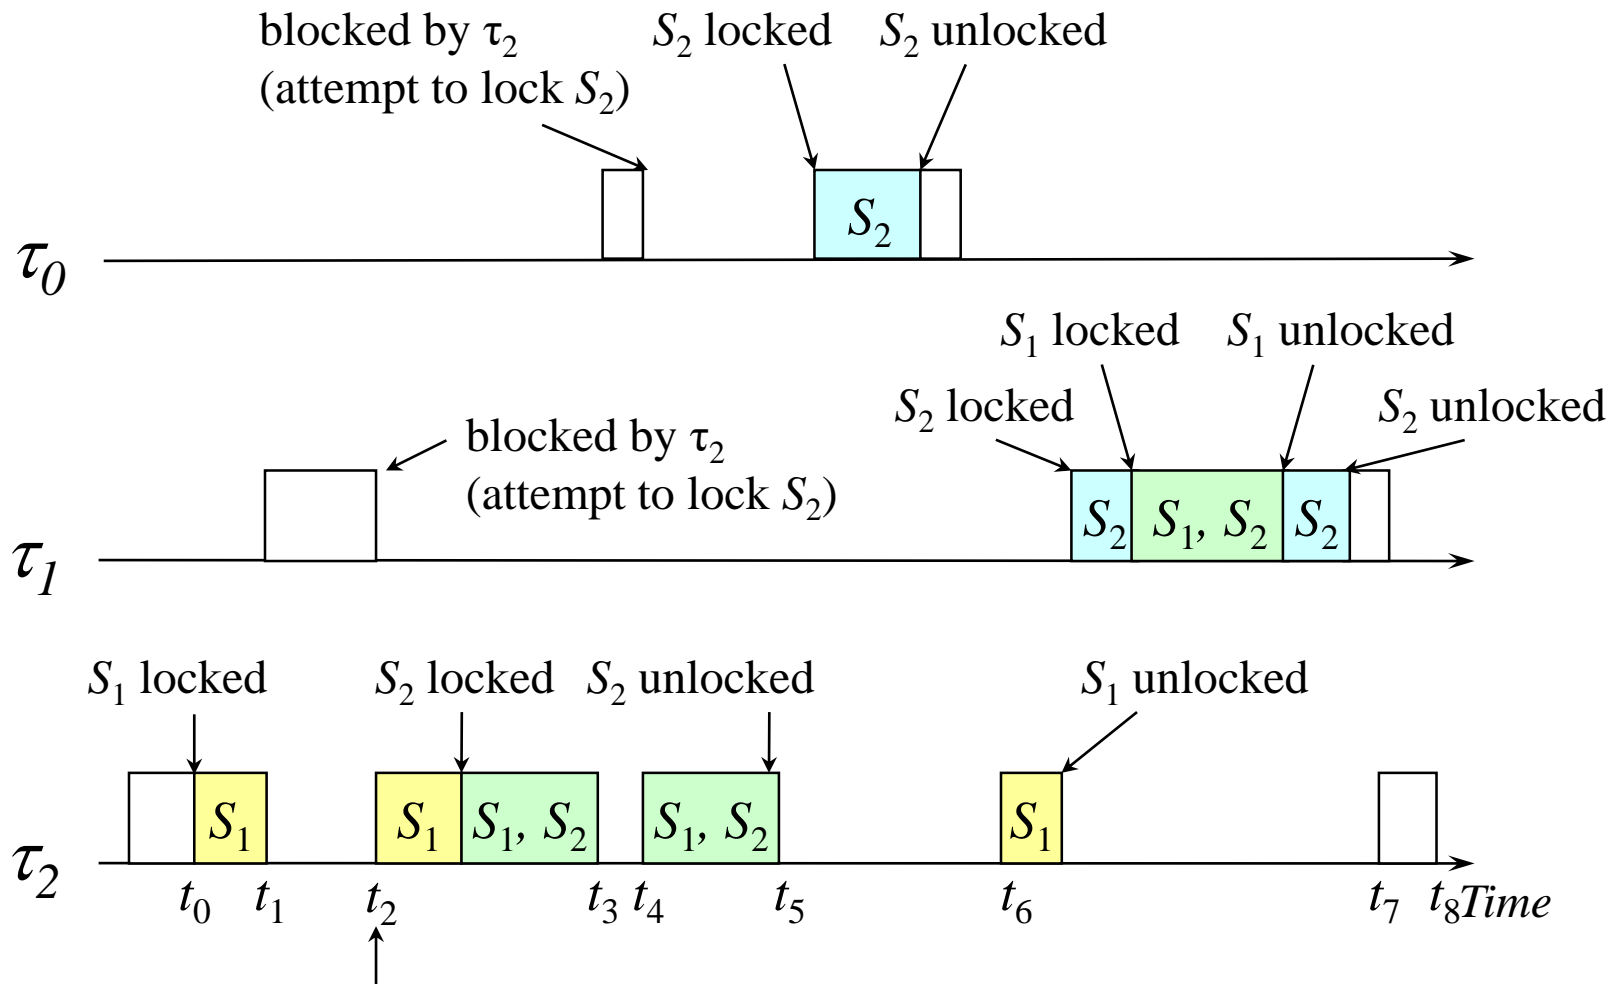 blocked by τ₂
(attempt to lock S₂)
S₂ locked
S₂ unlocked
S₂
τ₀
S₁ locked
S₁ unlocked
S₂ locked
S₂ unlocked
blocked by τ₂
(attempt to lock S₂)
S₂
S₁, S₂
S₂
τ₁
S₁ locked
S₂ locked
S₂ unlocked
S₁ unlocked
S₁
S₁
S₁, S₂
S₁, S₂
S₁
τ₂
t₀ t₁ t₂ t₃ t₄ t₅ t₆ t₇ t₈ Time